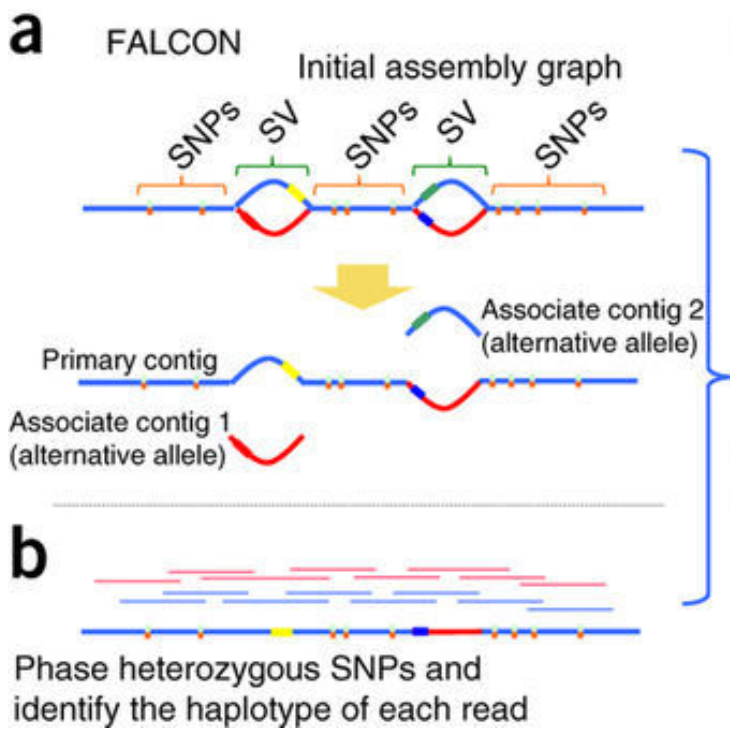 a
FALCON
Initial assembly graph
SNPs
SV
SNPs
SV
SNPs
Associate contig 2
(alternative allele)
Primary contig
Associate contig 1
(alternative allele)
b
Phase heterozygous SNPs and
identify the haplotype of each read